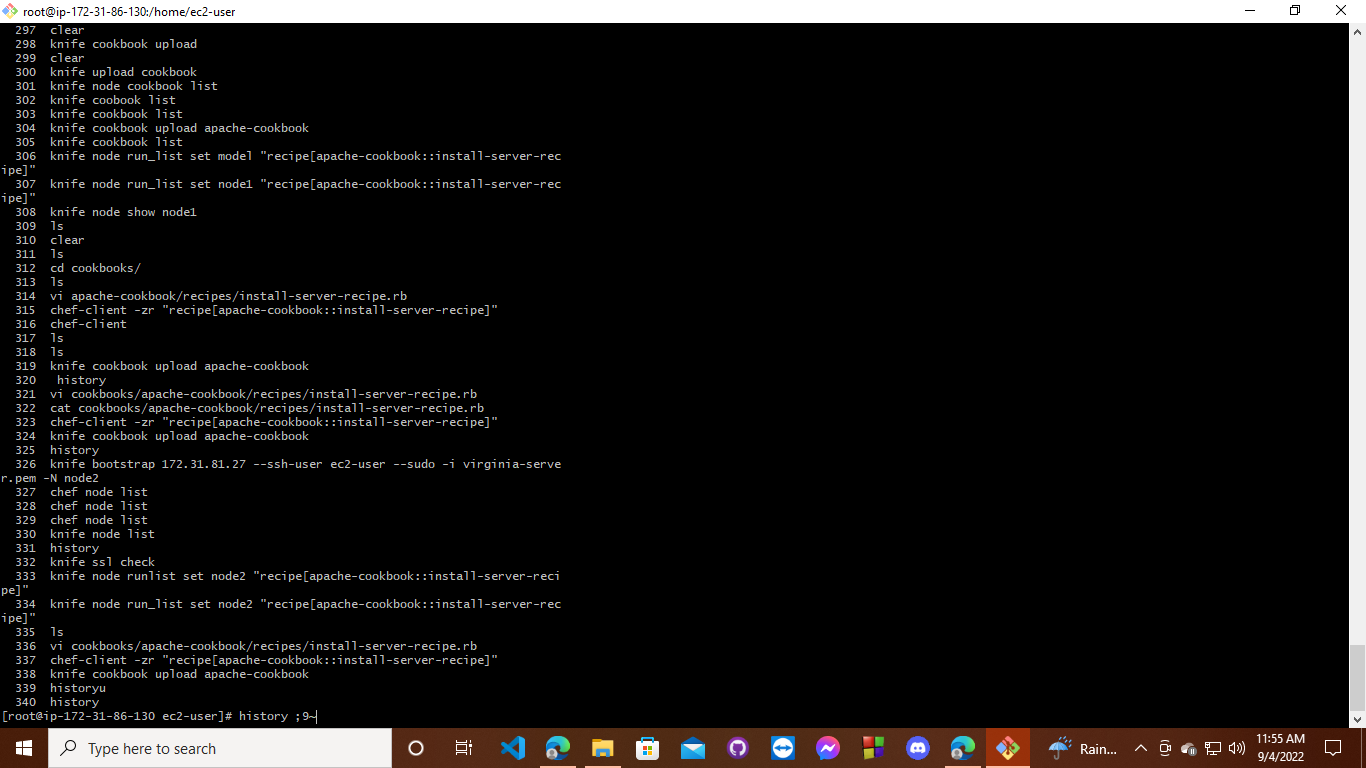 root@ip-172-31-86-130:/home/ec2-user
297 clear
298 knife cookbook upload
299 clear
300 knife upload cookbook
301 knife node cookbook list
302 knife coobook list
303 knife cookbook list
304 knife cookbook upload apache-cookbook
305 knife cookbook list
306 knife node run_list set model "recipe[apache-cookbook::install-server-rec
ipe]"
307 knife node run_list set node1 "recipe[apache-cookbook::install-server-rec
ipe]"
308 knife node show node1
309 ls
310 clear
311 ls
312 cd cookbooks/
313 ls
314 vi apache-cookbook/recipes/install-server-recipe.rb
315 chef-client -zr "recipe[apache-cookbook::install-server-recipe]"
316 chef-client
317 ls
318 ls
319 knife cookbook upload apache-cookbook
320 history
321 vi cookbooks/apache-cookbook/recipes/install-server-recipe.rb
322 cat cookbooks/apache-cookbook/recipes/install-server-recipe.rb
323 chef-client -zr "recipe[apache-cookbook::install-server-recipe]"
324 knife cookbook upload apache-cookbook
325 history
326 knife bootstrap 172.31.81.27 --ssh-user ec2-user --sudo -i virginia-serve
r.pem -N node2
327 chef node list
328 chef node list
329 chef node list
330 knife node list
331 history
332 knife ssl check
333 knife node runlist set node2 "recipe[apache-cookbook::install-server-reci
pe]"
334 knife node run_list set node2 "recipe[apache-cookbook::install-server-rec
ipe]"
335 ls
336 vi cookbooks/apache-cookbook/recipes/install-server-recipe.rb
337 chef-client -zr "recipe[apache-cookbook::install-server-recipe]"
338 knife cookbook upload apache-cookbook
339 historyu
340 history
[root@ip-172-31-86-130 ec2-user]# history ;9~
Type here to search
Rain...
11:55 AM
9/4/2022